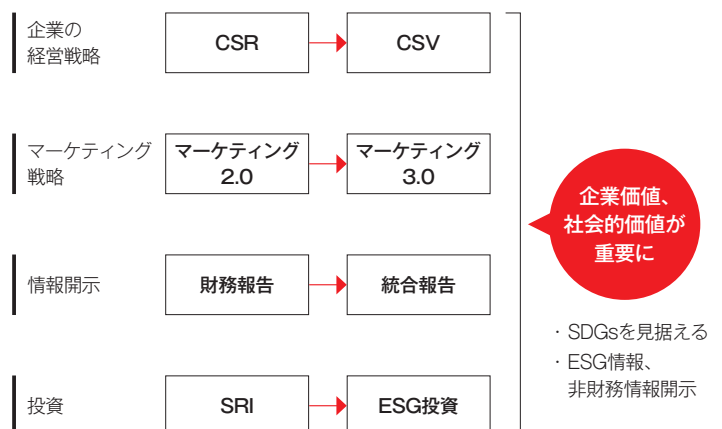 企業の
経営戦略
CSR
CSV
マーケティング
戦略
マーケティング
2.0
マーケティング
3.0
情報開示
財務報告
統合報告
投資
SRI
ESG投資
企業価値、
社会的価値が
重要に
・SDGsを見据える
・ESG情報、
非財務情報開示